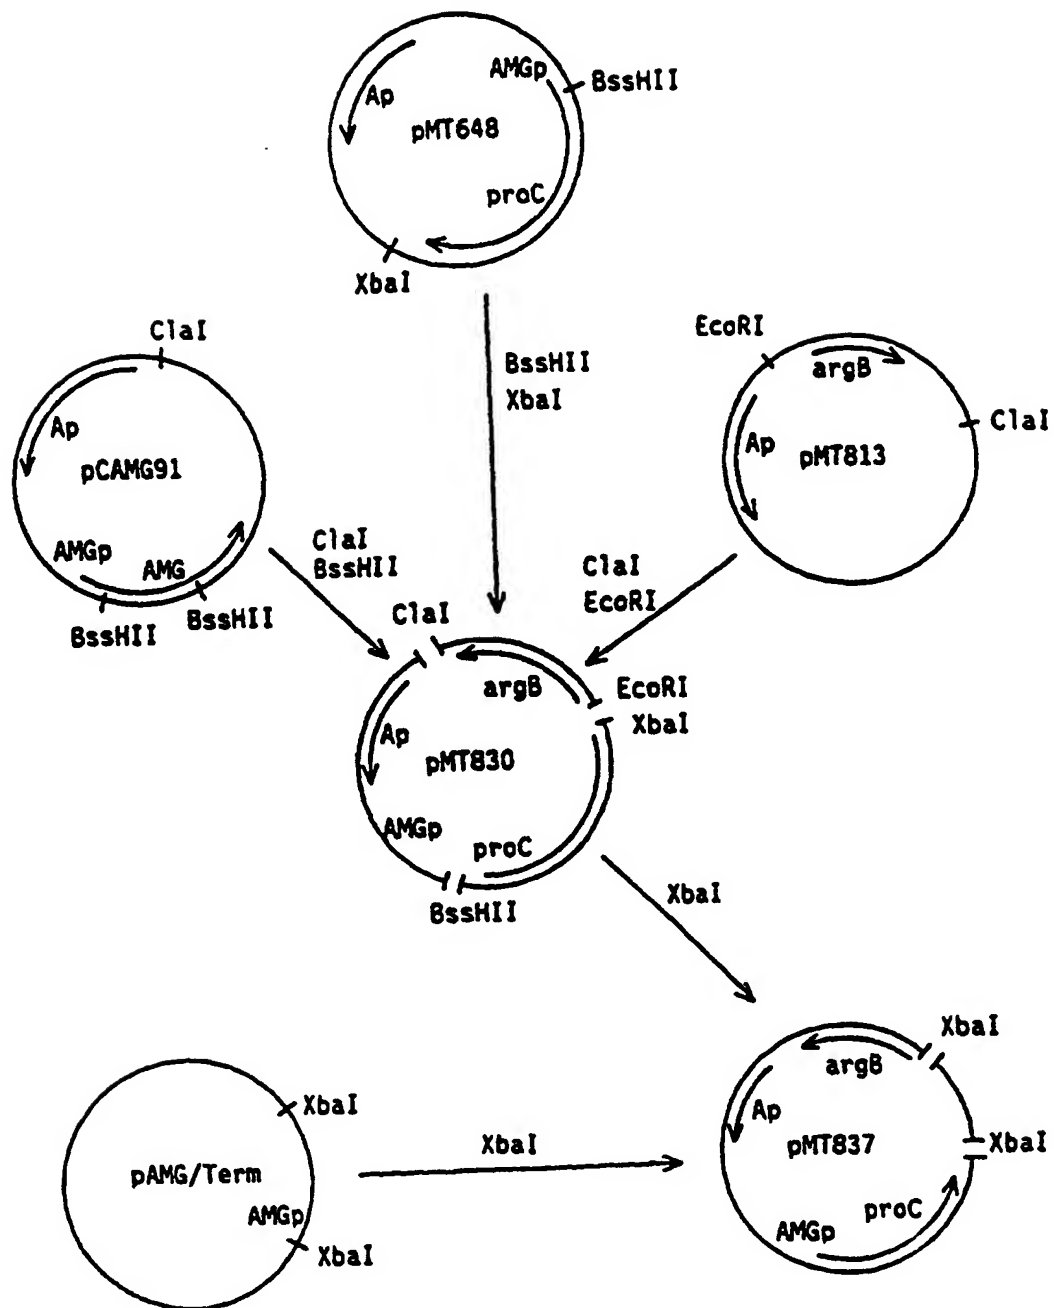 AMGp
BssHII
Ap
pMT648
proC
XbaI
ClaI
Ap
pCAMG91
AMGp
AMG
BssHII
BssHII
BssHII
XbaI
EcoRI
argB
ClaI
Ap
pMT813
ClaI
BssHII
ClaI
EcoRI
ClaI
argB
EcoRI
XbaI
Ap
pMT830
AMGp
proC
BssHII
XbaI
XbaI
pAMG/Term
AMGp
XbaI
XbaI
XbaI
argB
Ap
pMT837
XbaI
proC
AMGp